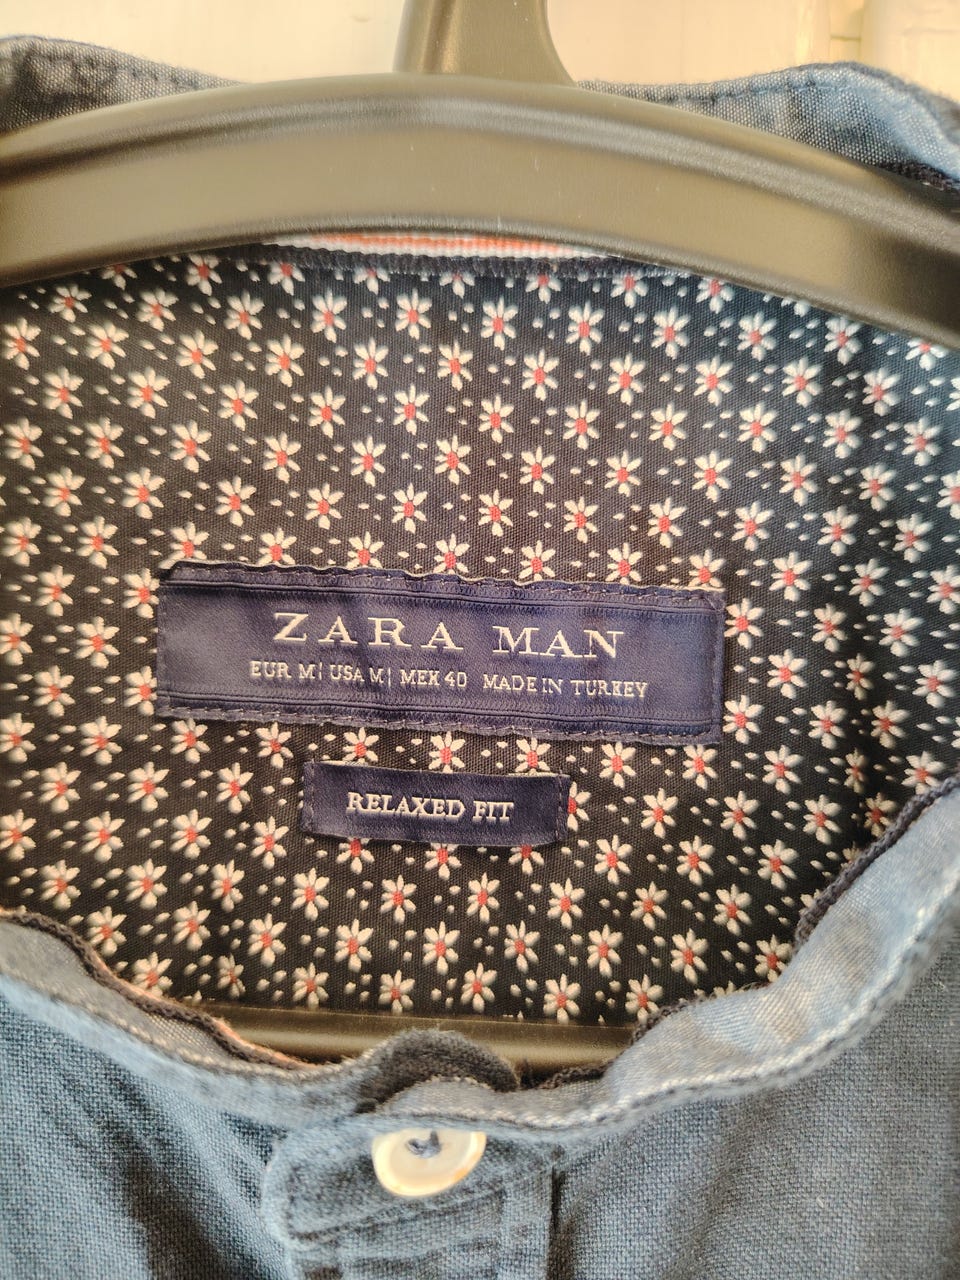 ZARA MAN
EUR M| USA M| MEX 40 MADE IN TURKEY
RELAXED FIT